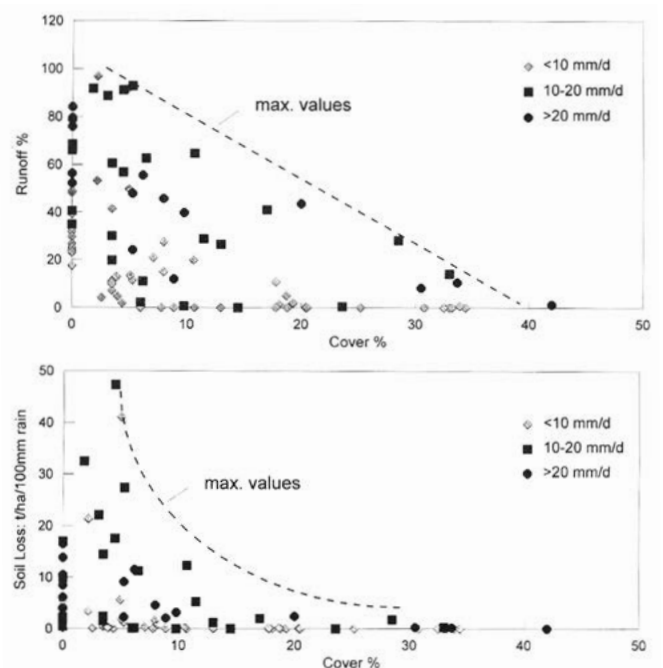 120
100
80
60
40
20
0
Runoff %
max. values
<10 mm/d
10-20 mm/d
>20 mm/d
0 10 20 30 40 50
Cover %
50
40
30
20
10
0
Soil Loss: t/ha/100mm rain
max. values
<10 mm/d
10-20 mm/d
>20 mm/d
0 10 20 30 40 50
Cover %